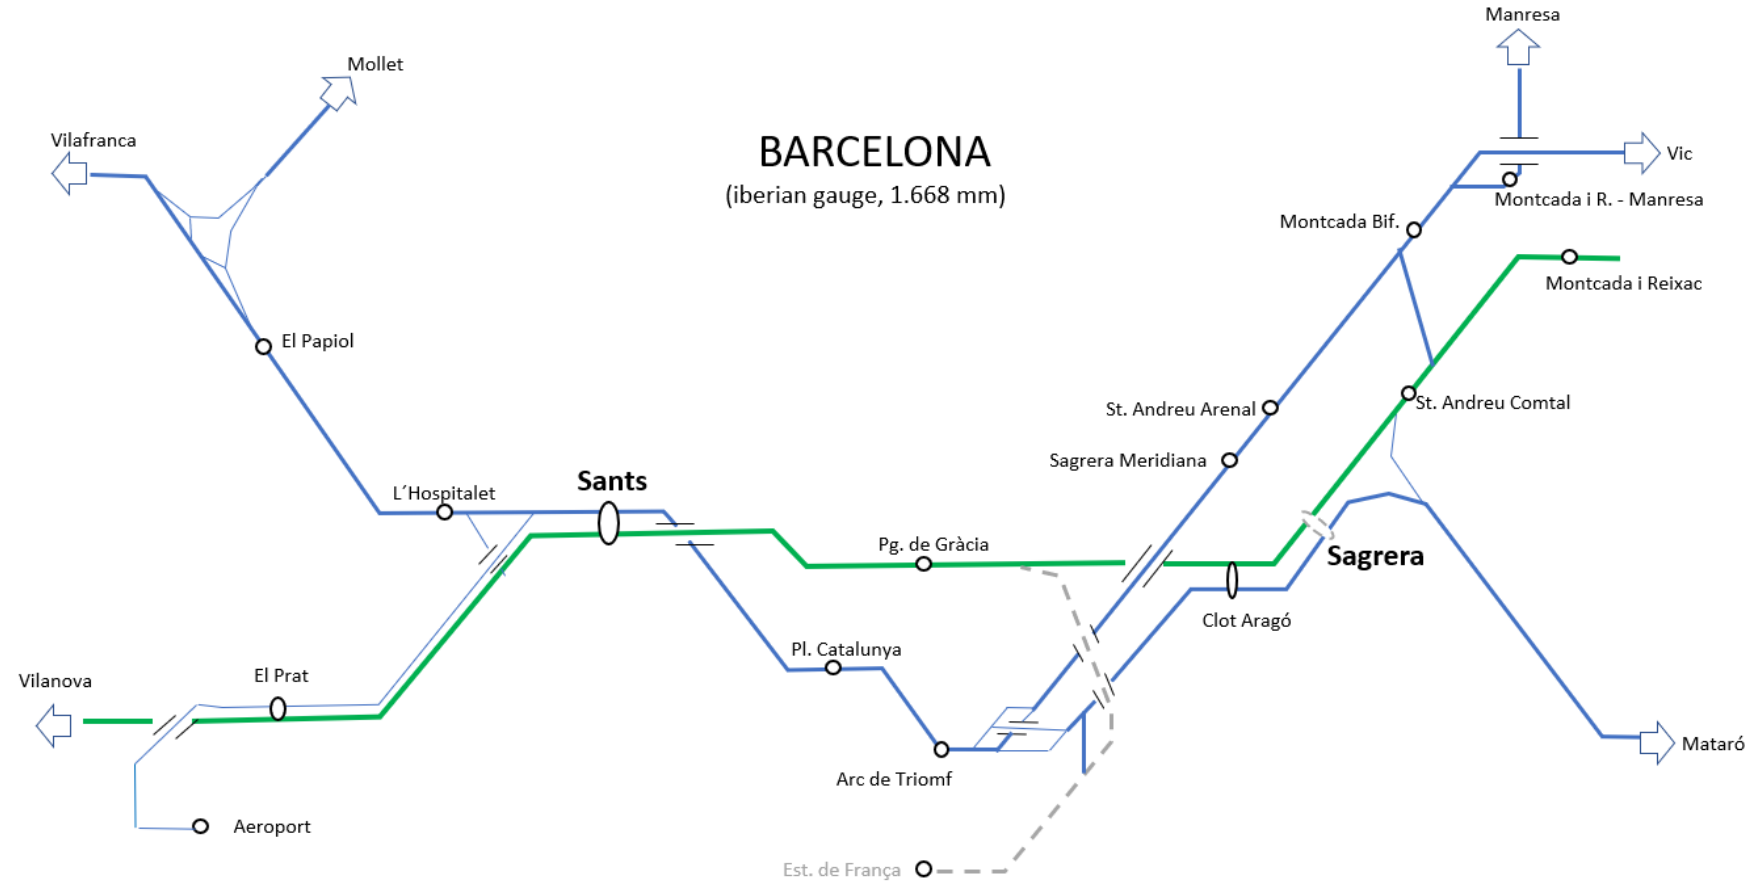 Manresa
Mollet
Vilafranca
BARCELONA
(iberian gauge, 1.668 mm)
Vic
Montcada i R. - Manresa
Montcada Bif.
Montcada i Reixac
El Papiol
St. Andreu Arenal
St. Andreu Comtal
Sagrera Meridiana
Sants
L´Hospitalet
Pg. de Gràcia
Sagrera
Clot Aragó
Pl. Catalunya
El Prat
Vilanova
Mataró
Arc de Triomf
Aeroport
Est. de França